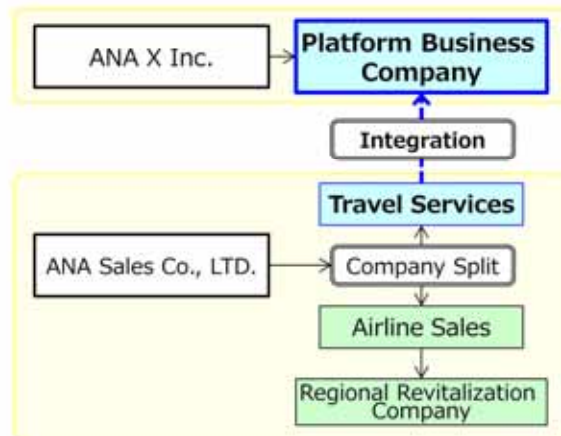 ANA X Inc.
Platform Business
Company
Integration
Travel Services
ANA Sales Co., LTD.
Company Split
Airline Sales
Regional Revitalization
Company